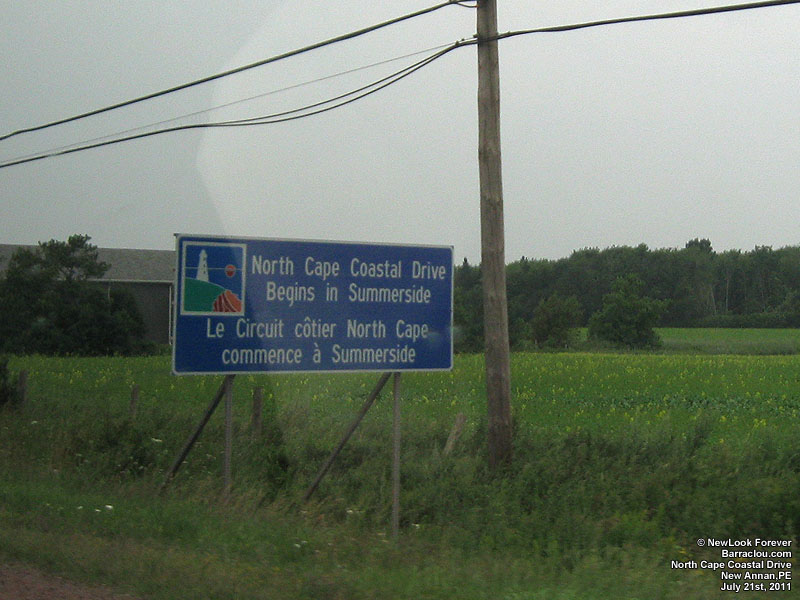 North Cape Coastal Drive
Begins in Summerside
Le Circuit côtier North Cape
commence à Summerside
© NewLook Forever
Barraclou.com
North Cape Coastal Drive
New Annan,PE
July 21st, 2011